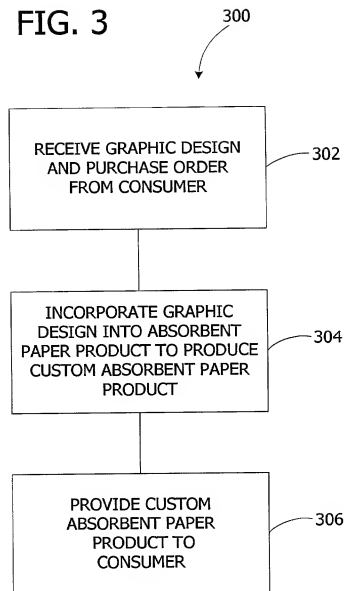 FIG. 3
300
RECEIVE GRAPHIC DESIGN
AND PURCHASE ORDER
FROM CONSUMER
302
INCORPORATE GRAPHIC
DESIGN INTO ABSORBENT
PAPER PRODUCT TO PRODUCE
CUSTOM ABSORBENT PAPER
PRODUCT
304
PROVIDE CUSTOM
ABSORBENT PAPER
PRODUCT TO
CONSUMER
306